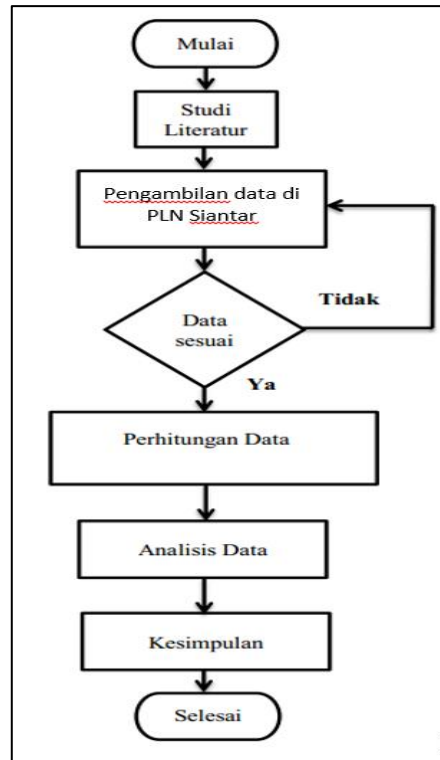 Mulai
Studi
Literatur
Pengambilan data di
PLN Siantar
Tidak
Data
sesuai
Ya
Perhitungan Data
Analisis Data
Kesimpulan
Selesai